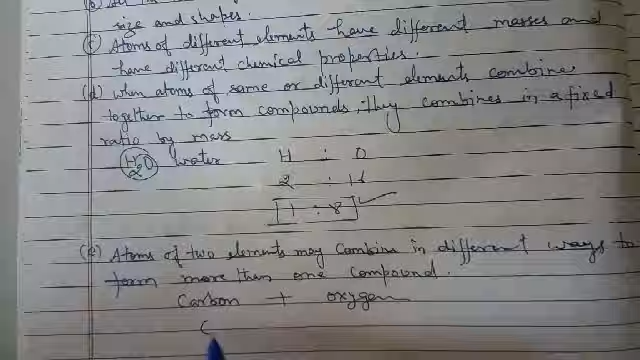 size and shapes.
(c) Atoms of different elements have different masses and
have different chemical properties.
(d) when atoms of same or different elements combine
together to form compounds, they combines in a fixed
ratio by mass
H2O water H : O
2 : 16
1 : 8
(e) Atoms of two elements may combine in different ways to
form more than one compound.
Carbon + oxygen
C